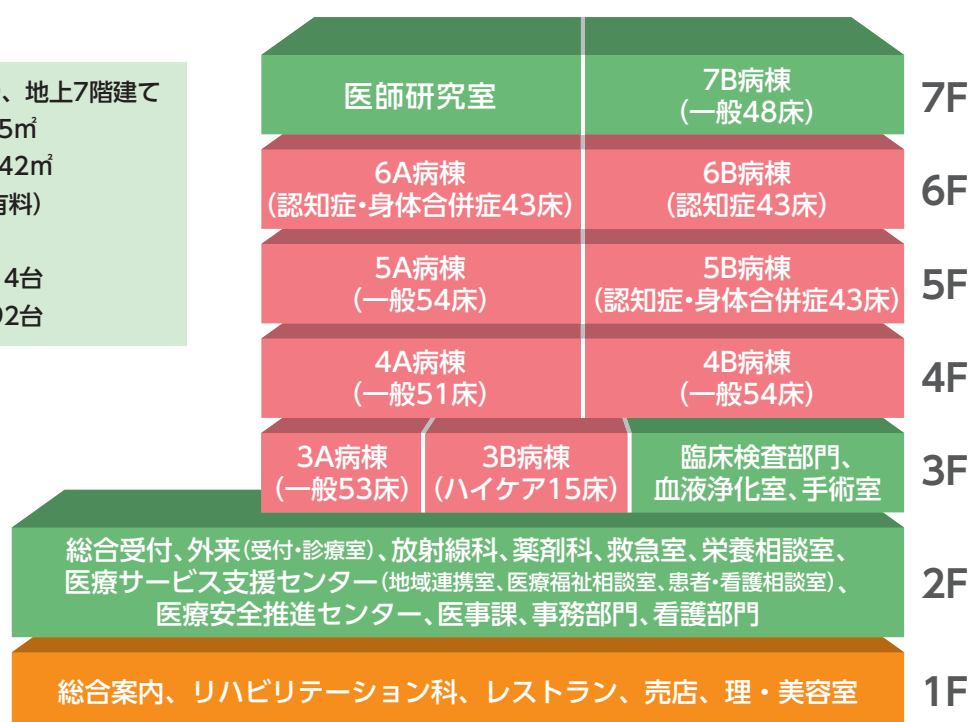 、地上7階建て
5㎡
42㎡
有料）
4台
92台
医師研究室
7B病棟
（一般48床）
7F
6A病棟
（認知症・身体合併症43床）
6B病棟
（認知症43床）
6F
5A病棟
（一般54床）
5B病棟
（認知症・身体合併症43床）
5F
4A病棟
（一般51床）
4B病棟
（一般54床）
4F
3A病棟
（一般53床）
3B病棟
（ハイケア15床）
臨床検査部門、
血液浄化室、手術室
3F
総合受付、外来（受付・診療室）、放射線科、薬剤科、救急室、栄養相談室、
医療サービス支援センター（地域連携室、医療福祉相談室、患者・看護相談室）、
医療安全推進センター、医事課、事務部門、看護部門
2F
総合案内、リハビリテーション科、レストラン、売店、理・美容室
1F